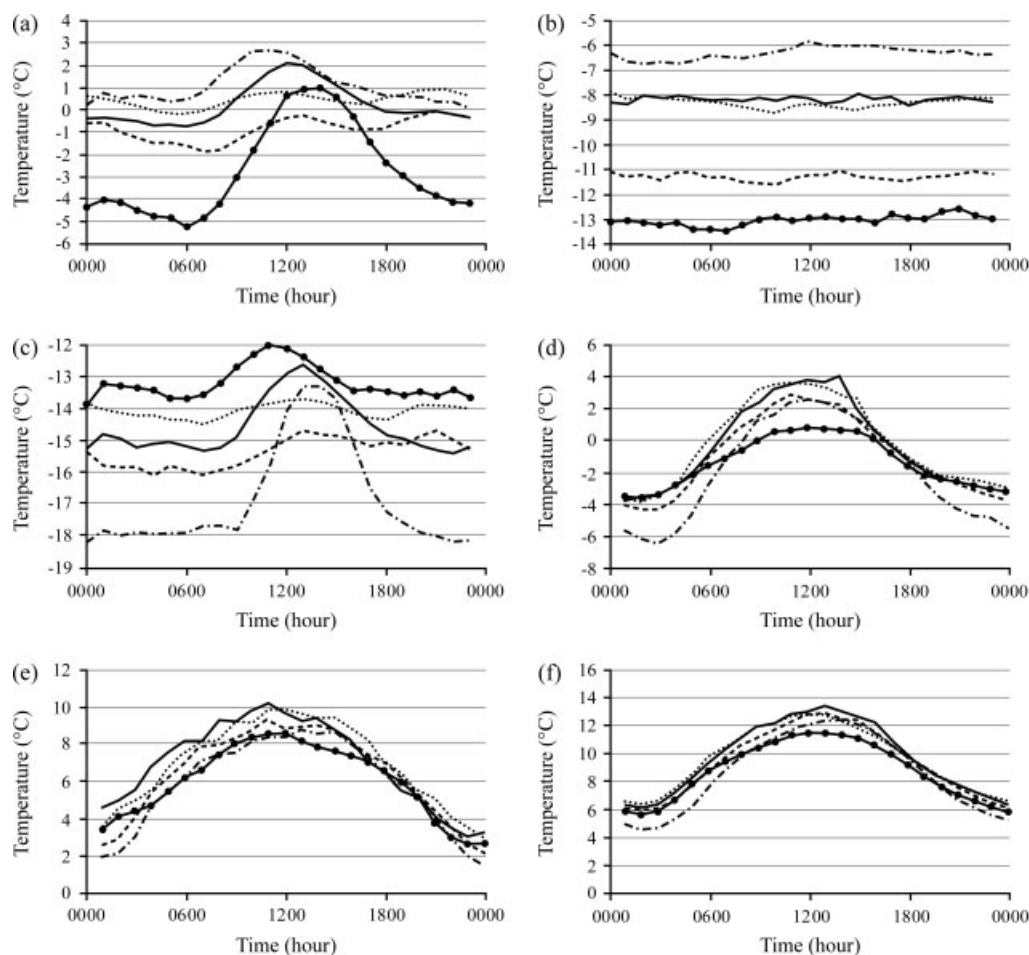 (a)
Temperature (°C)
4
3
2
1
0
-1
-2
-3
-4
-5
-6
0000 0600 1200 1800 0000
Time (hour)
(b)
Temperature (°C)
-5
-6
-7
-8
-9
-10
-11
-12
-13
-14
0000 0600 1200 1800 0000
Time (hour)
(c)
Temperature (°C)
-12
-13
-14
-15
-16
-17
-18
-19
0000 0600 1200 1800 0000
Time (hour)
(d)
Temperature (°C)
6
4
2
0
-2
-4
-6
-8
0000 0600 1200 1800 0000
Time (hour)
(e)
Temperature (°C)
12
10
8
6
4
2
0
0000 0600 1200 1800 0000
Time (hour)
(f)
Temperature (°C)
16
14
12
10
8
6
4
2
0
0000 0600 1200 1800 0000
Time (hour)